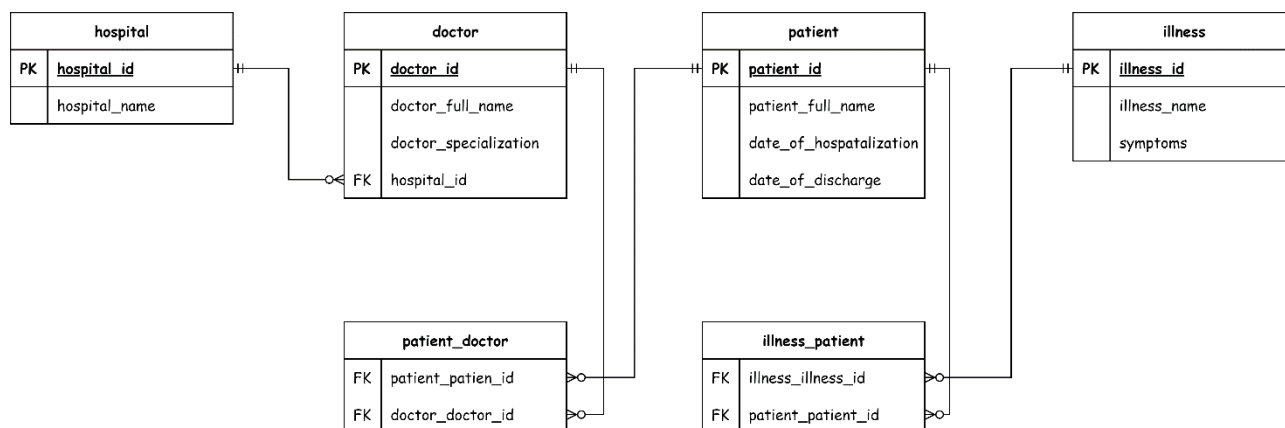 hospital
PK hospital_id
hospital_name
doctor
PK doctor_id
doctor_full_name
doctor_specialization
FK hospital_id
patient
PK patient_id
patient_full_name
date_of_hospatalization
date_of_discharge
illness
PK illness_id
illness_name
symptoms
patient_doctor
FK patient_patien_id
FK doctor_doctor_id
illness_patient
FK illness_illness_id
FK patient_patient_id